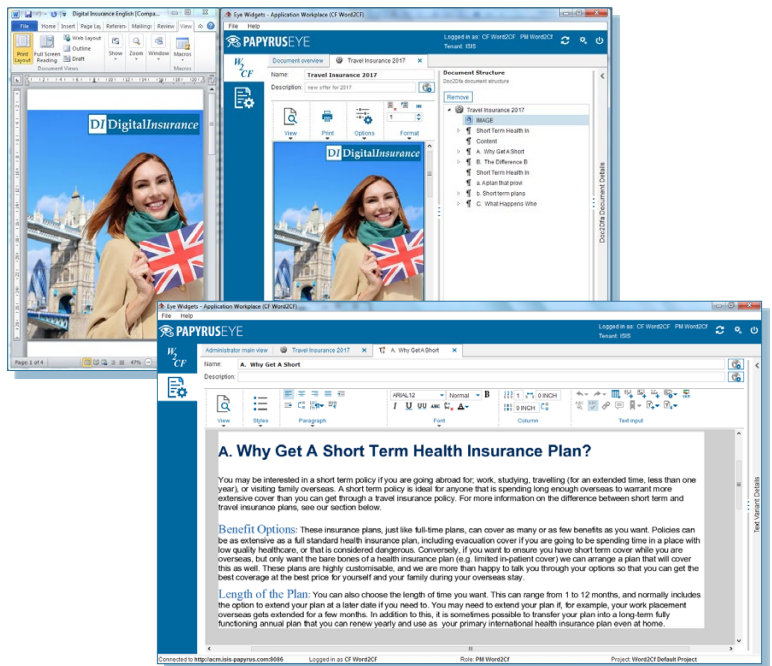 Digital Insurance English [Compa...
File Home Insert Page La Referen Mailing: Review View
Print Layout
Full Screen Reading
Web Layout
Outline
Draft
Show
Zoom
Window
Macros
Document Views
Macros
DI DigitalInsurance
Page: 1 of 4
47%
Eye Widgets - Application Workplace (CF Word2CF)
File Help
PAPYRUSEYE
Logged in as: CF Word2CF PM Word2Cf
Tenant: ISIS
W2CF
Document overview
Travel Insurance 2017
Name: Travel Insurance 2017
Description: new offer for 2017
View
Print
Options
1
Format
DI DigitalInsurance
Document Structure
Doc2Dfa document structure
Remove
Travel Insurance 2017
IMAGE
Short Term Health In
Content
A. Why Get A Short
B. The Difference B
Short Term Health In
a. A plan that provi
b. Short term plans
C. What Happens Whe
Doc2Dfa Document Details
Eye Widgets - Application Workplace (CF Word2CF)
File Help
PAPYRUSEYE
Logged in as: CF Word2CF PM Word2Cf
Tenant: ISIS
W2CF
Administrator main view
Travel Insurance 2017
A. Why Get A Short
Name: A. Why Get A Short
Description:
View
Styles
Paragraph
ARIAL12
Normal
B
I U UU ABC
Font
1
0 INCH
0 INCH
Column
Text input
A. Why Get A Short Term Health Insurance Plan?
You may be interested in a short term policy if you are going abroad for; work, studying, travelling (for an extended time, less than one
year), or visiting family overseas. A short term policy is ideal for anyone that is spending long enough overseas to warrant more
extensive cover than you can get through a travel insurance policy. For more information on the difference between short term and
travel insurance plans, see our section below.
Benefit Options: These insurance plans, just like full-time plans, can cover as many or as few benefits as you want. Policies can
be as extensive as a full standard health insurance plan, including evacuation cover if you are going to be spending time in a place with
low quality healthcare, or that is considered dangerous. Conversely, if you want to ensure you have short term cover while you are
overseas, but only want the bare bones of a health insurance plan (e.g. limited in-patient cover) we can arrange a plan that will cover
this as well. These plans are highly customisable, and we are more than happy to talk you through your options so that you can get the
best coverage at the best price for yourself and your family during your overseas stay.
Length of the Plan: You can also choose the length of time you want. This can range from 1 to 12 months, and normally includes
the option to extend your plan at a later date if you need to. You may need to extend your plan if, for example, your work placement
overseas gets extended for a few months. In addition to this, it is sometimes possible to transfer your plan into a long-term fully
functioning annual plan that you can renew yearly and use as your primary international health insurance plan even at home.
Text Variant Details
Connected to http://acm.isis-papyrus.com:8086
Logged in as CF Word2CF
Role: PM Word2Cf
Project: Word2Cf Default Project